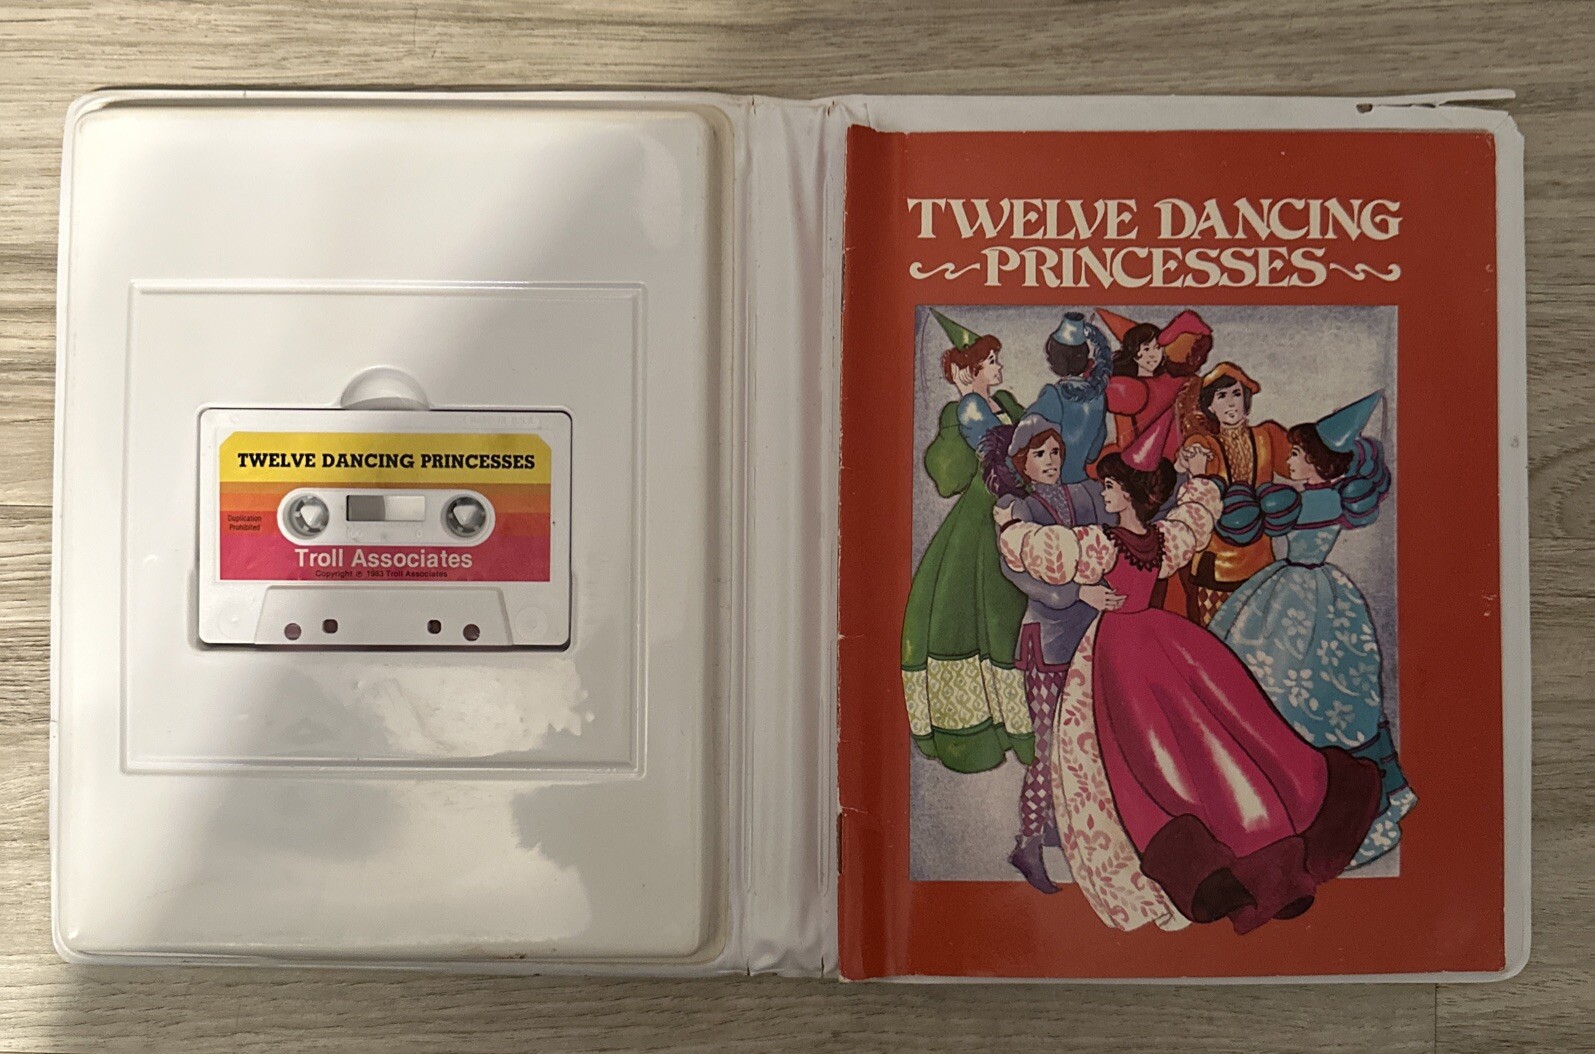 TWELVE DANCING PRINCESSES
Duplication
Prohibited
Troll Associates
Copyright ℗ 1983 Troll Associates
TWELVE DANCING
PRINCESSES